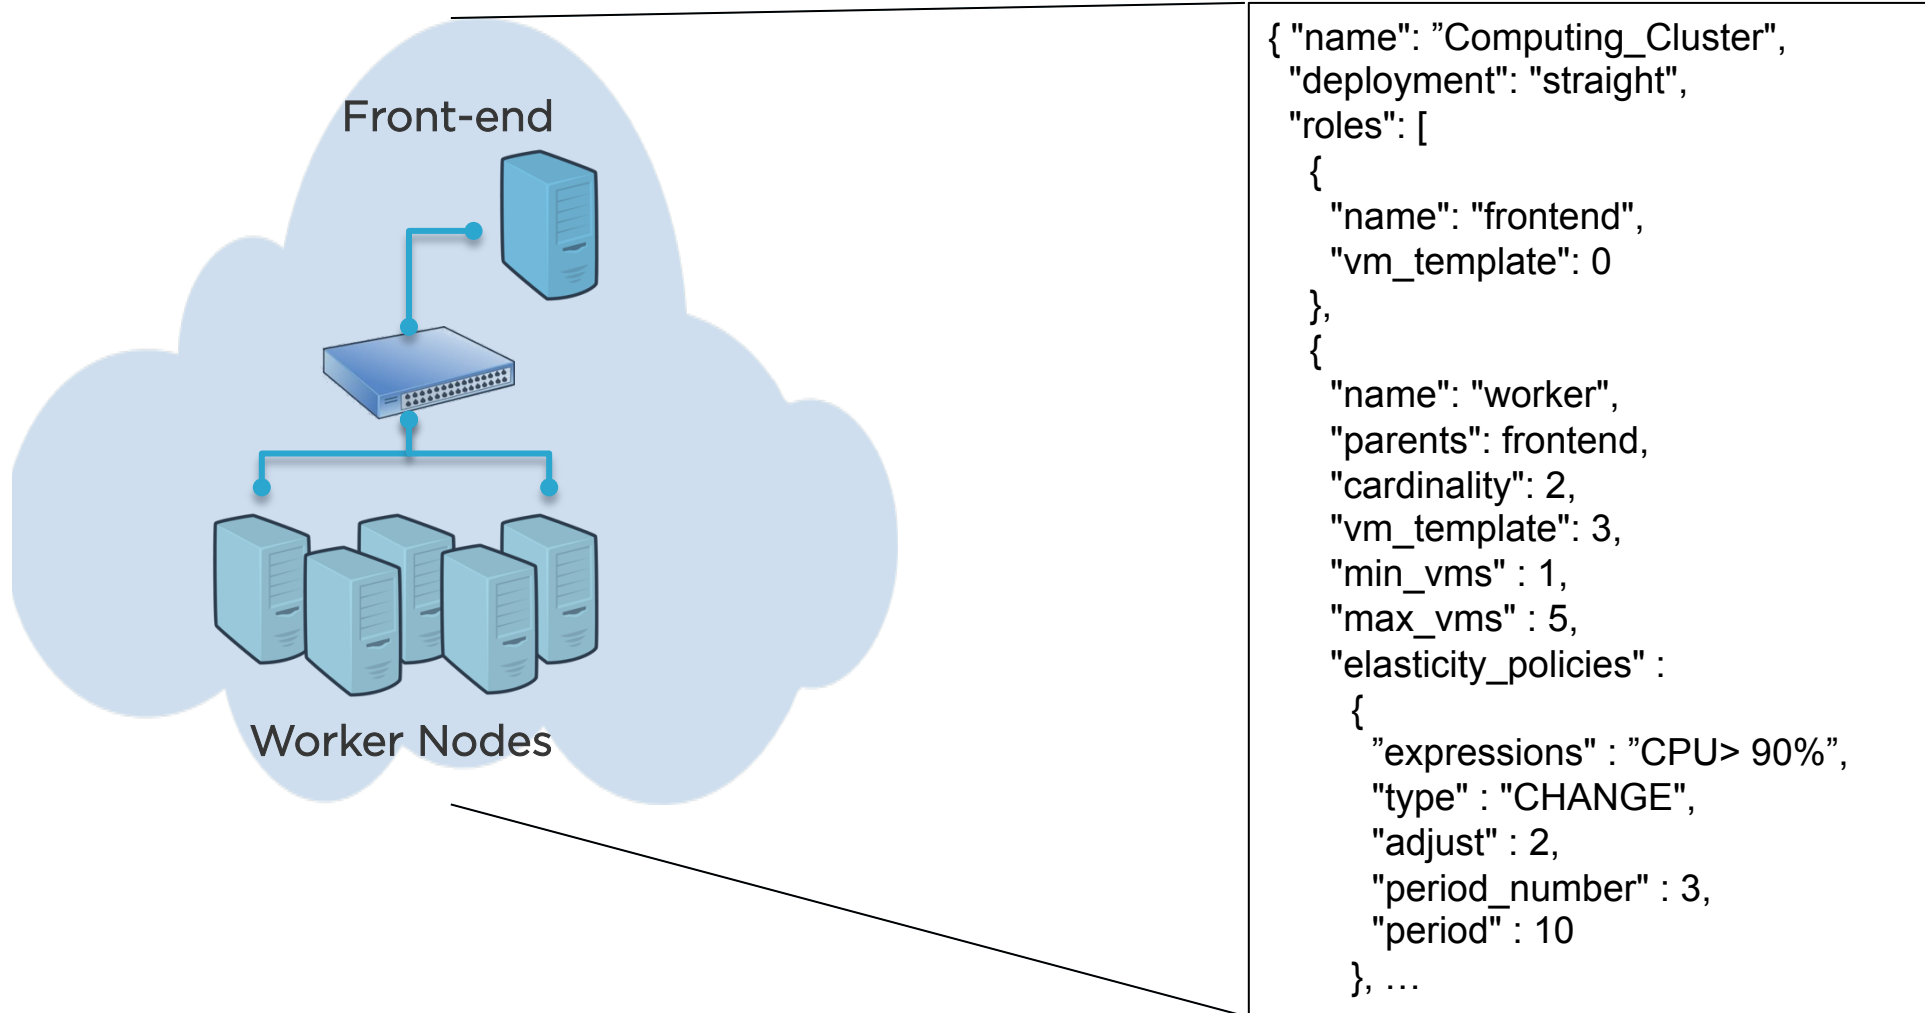 Front-end
Worker Nodes
{ "name": ”Computing_Cluster",
"deployment": "straight",
"roles": [
{
"name": "frontend",
"vm_template": 0
},
{
"name": "worker",
"parents": frontend,
"cardinality": 2,
"vm_template": 3,
"min_vms" : 1,
"max_vms" : 5,
"elasticity_policies" :
{
”expressions" : ”CPU> 90%”,
"type" : "CHANGE",
"adjust" : 2,
"period_number" : 3,
"period" : 10
}, …